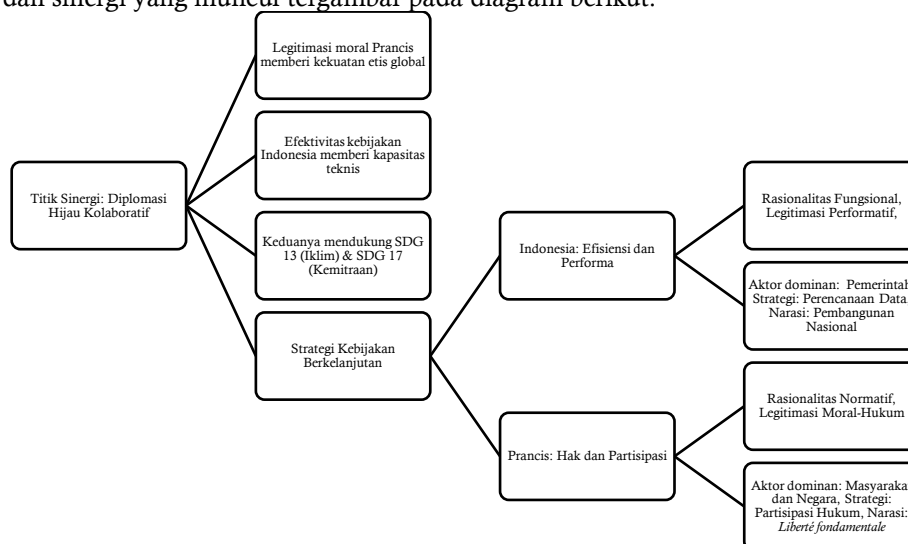 dan sinergi yang muncul tergambar pada diagram berikut.
Legitimasi moral Prancis
memberi kekuatan etis global
Efektivitas kebijakan
Indonesia memberi kapasitas
teknis
Titik Sinergi: Diplomasi
Hijau Kolaboratif
Keduanya mendukung SDG
13 (Iklim) & SDG 17
(Kemitraan)
Strategi Kebijakan
Berkelanjutan
Indonesia: Efisiensi dan
Performa
Rasionalitas Fungsional,
Legitimasi Performatif,
Aktor dominan: Pemerintah
Strategi: Perencanaan Data
Narasi: Pembangunan
Nasional
Prancis: Hak dan Partisipasi
Rasionalitas Normatif,
Legitimasi Moral-Hukum
Aktor dominan: Masyaraka
dan Negara, Strategi:
Partisipasi Hukum, Narasi:
Liberté fondamentale